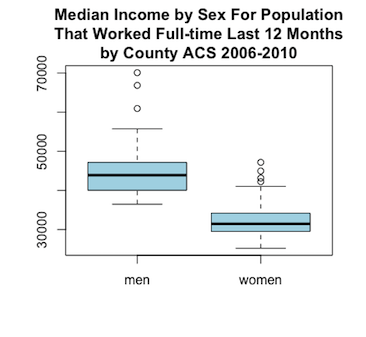 Median Income by Sex For Population
That Worked Full-time Last 12 Months
by County ACS 2006-2010
70000
50000
30000
men
women